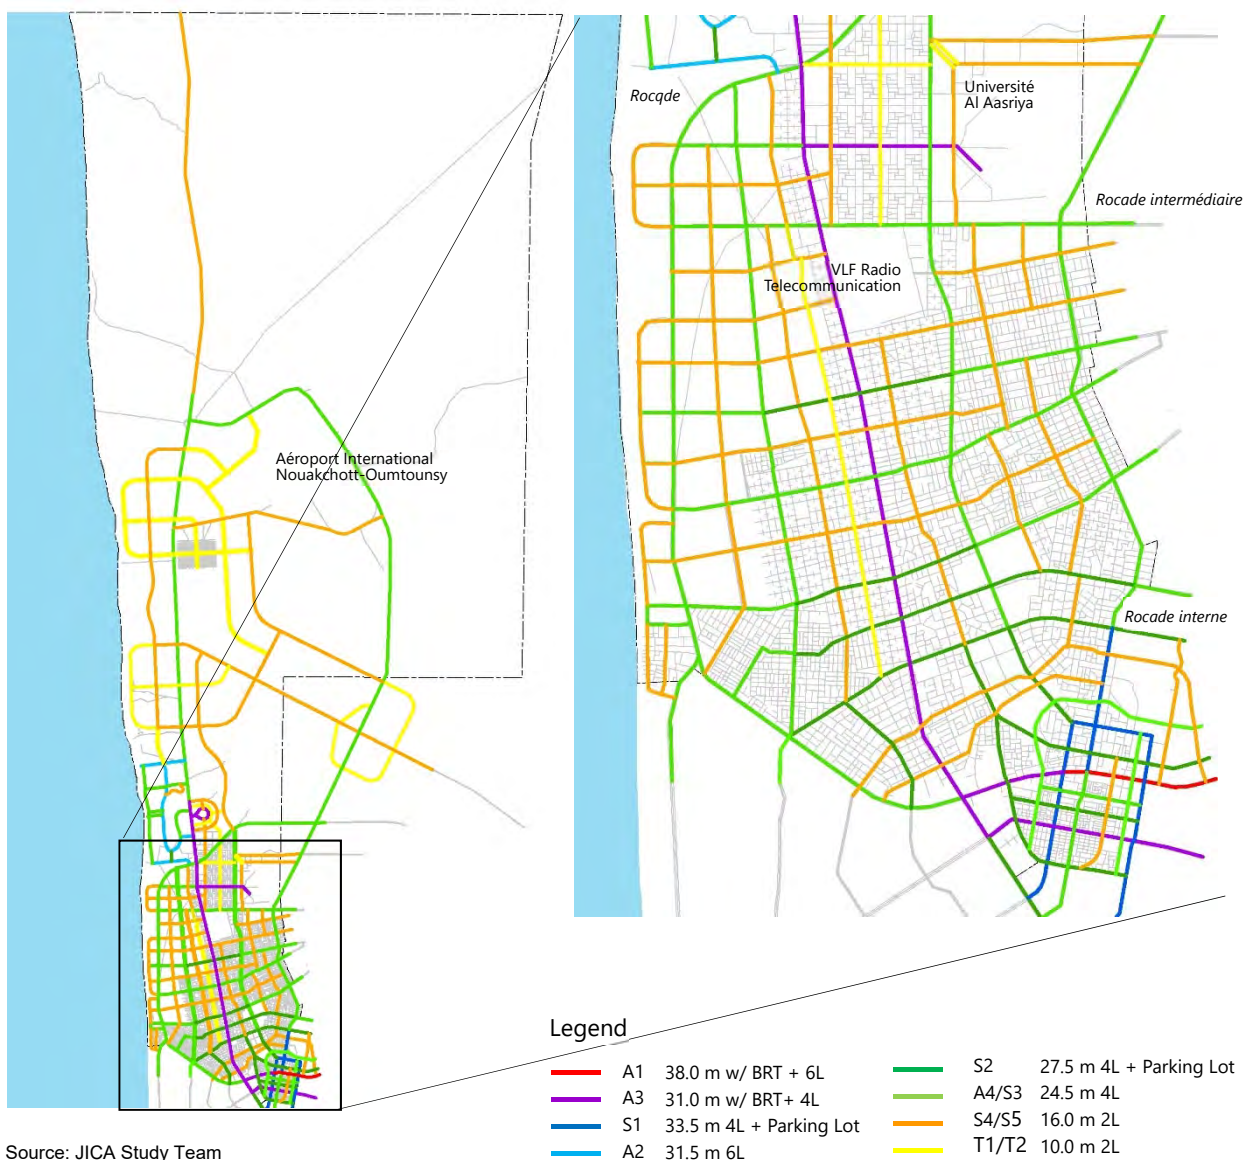 Rocqde
Université
Al Aasriya
Rocade intermédiaire
VLF Radio
Telecommunication
Aéroport International
Nouakchott-Oumtounsy
Rocade interne
Legend
A1 38.0 m w/ BRT + 6L
A3 31.0 m w/ BRT+ 4L
S1 33.5 m 4L + Parking Lot
A2 31.5 m 6L
S2 27.5 m 4L + Parking Lot
A4/S3 24.5 m 4L
S4/S5 16.0 m 2L
T1/T2 10.0 m 2L
Source: JICA Study Team